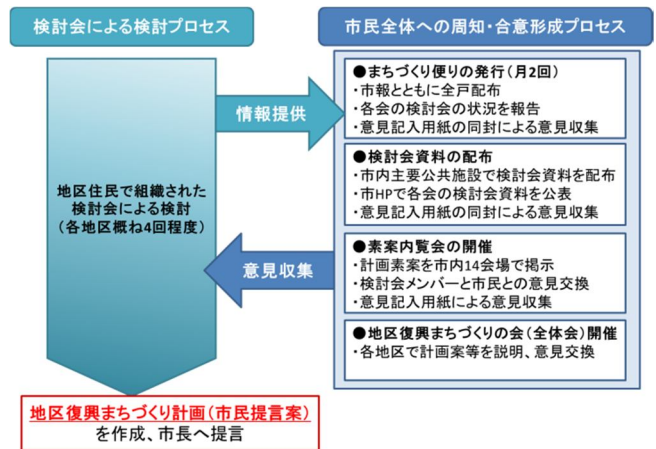 検討会による検討プロセス
市民全体への周知・合意形成プロセス
地区住民で組織された
検討会による検討
（各地区概ね4回程度）
情報提供
意見収集
●まちづくり便りの発行（月2回）
・市報とともに全戸配布
・各会の検討会の状況を報告
・意見記入用紙の同封による意見収集
●検討会資料の配布
・市内主要公共施設で検討会資料を配布
・市HPで各会の検討会資料を公表
・意見記入用紙の同封による意見収集
●素案内覧会の開催
・計画素案を市内14会場で掲示
・検討会メンバーと市民との意見交換
・意見記入用紙による意見収集
●地区復興まちづくりの会（全体会）開催
・各地区で計画案等を説明、意見交換
地区復興まちづくり計画（市民提言案）
を作成、市長へ提言